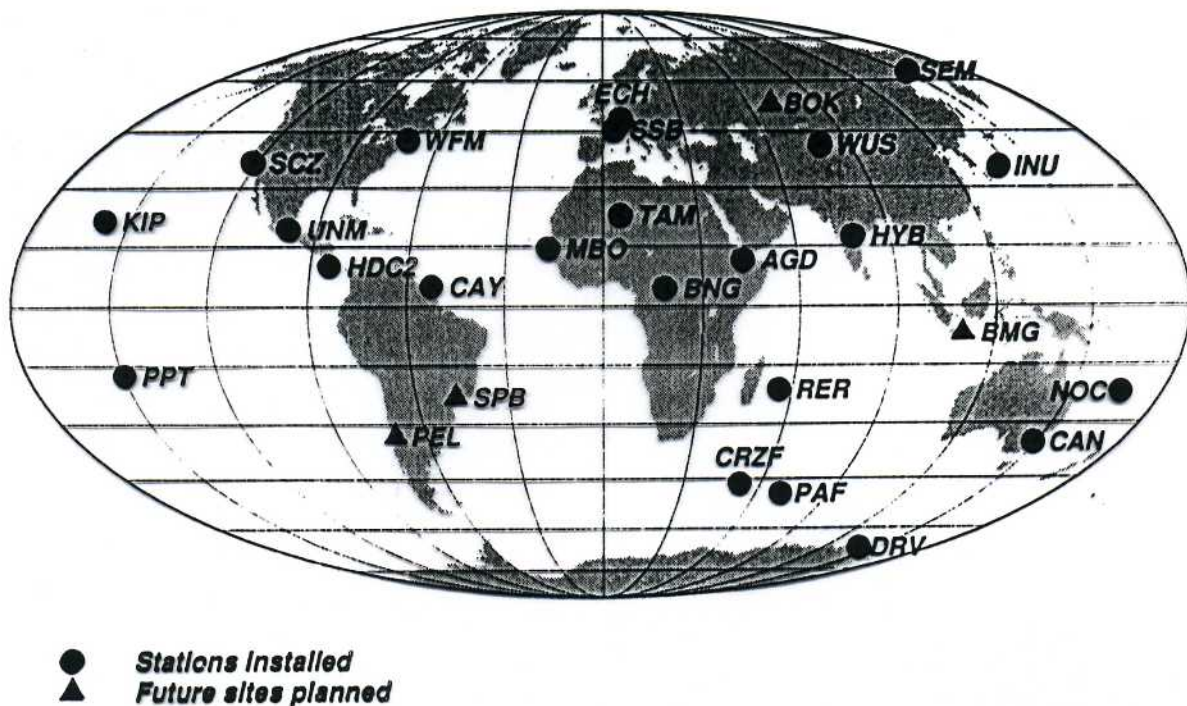 SEM
ECH
BOK
SSB
WFM
WUS
SCZ
INU
KIP
UNM
TAM
HYB
MBO
AGD
HDC2
CAY
BNG
BMG
PPT
SPB
RER
NOC
PEL
CAN
CRZF
PAF
DRV
Stations installed
Future sites planned